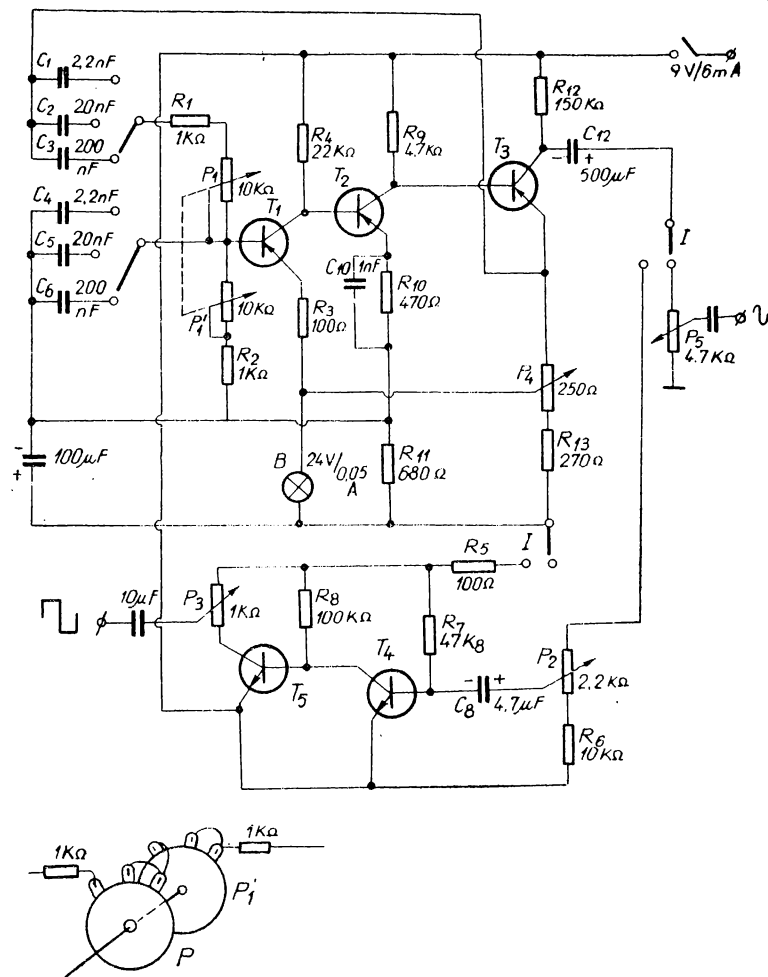 C1 2,2nF
C2 20nF
C3 200 nF
C4 2,2nF
C5 20nF
C6 200 nF
R1
1KΩ
P1
10KΩ
T1
P1'
10KΩ
R2
1KΩ
R3
100Ω
R4
22KΩ
T2
C10 1nF
R9
4,7KΩ
R10
470Ω
T3
R12
150KΩ
9V/6mA
C12
- +
500µF
I
P5
4.7KΩ
P4
250Ω
R13
270Ω
R11
680Ω
B 24V/0,05 A
-
+
100µF
I
R5
100Ω
10µF
P3
1KΩ
R8
100KΩ
R7
47K8
T4
T5
- +
C8 4,7µF
P2
2,2KΩ
R6
10KΩ
1KΩ
1KΩ
P1'
P